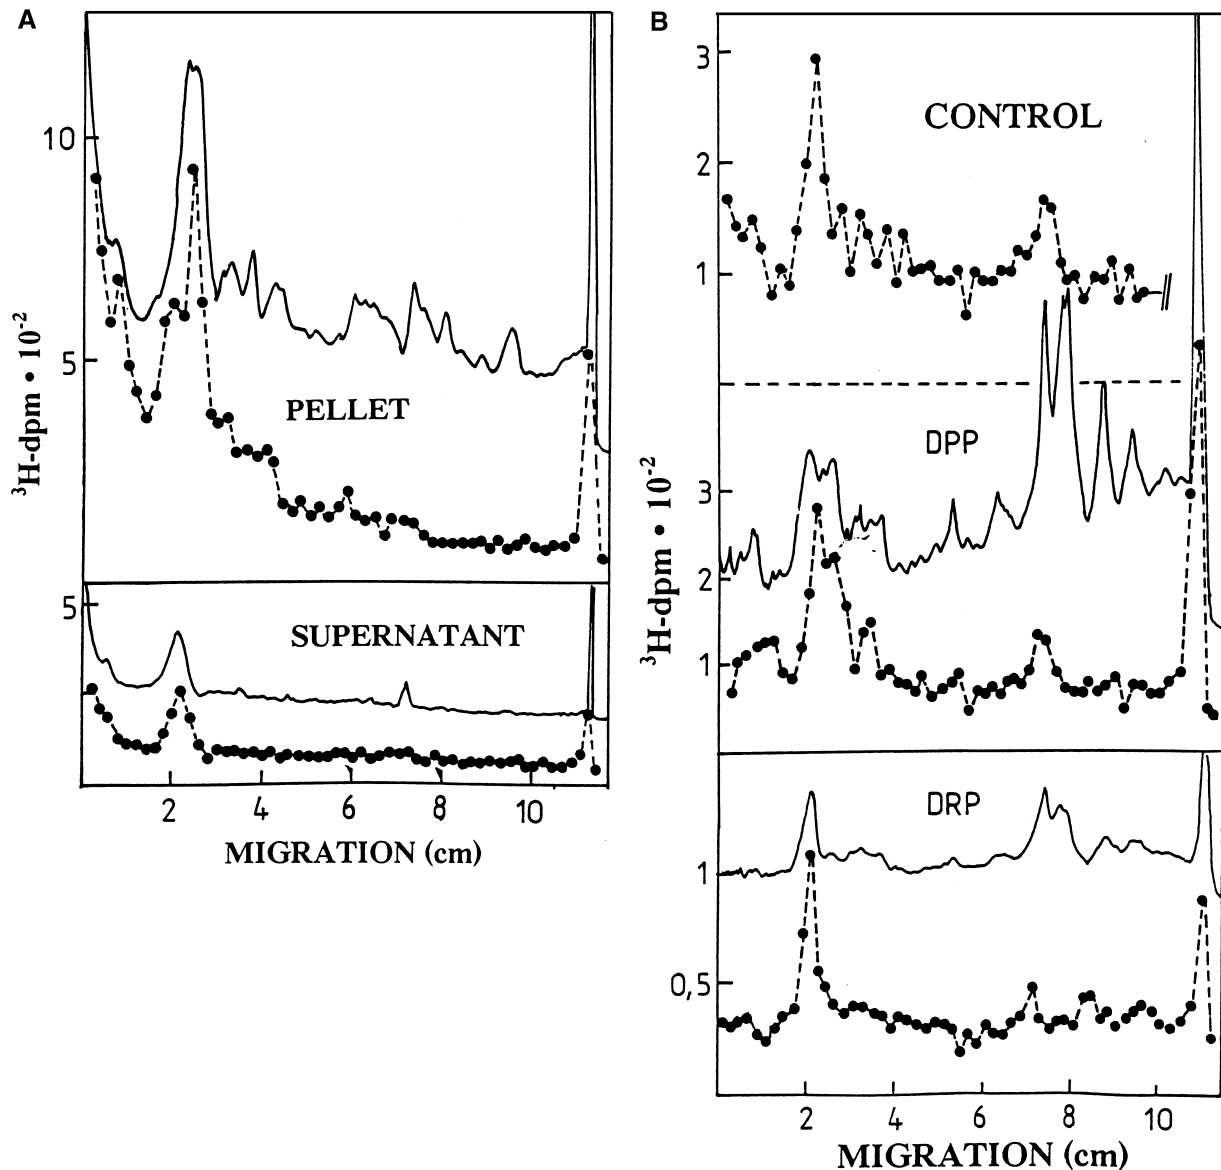 A
10
5
³H-dpm • 10⁻²
PELLET
5
SUPERNATANT
2 4 6 8 10
MIGRATION (cm)
B
3
2
1
CONTROL
3
2
1
DPP
³H-dpm • 10⁻²
1
0,5
DRP
2 4 6 8 10
MIGRATION (cm)